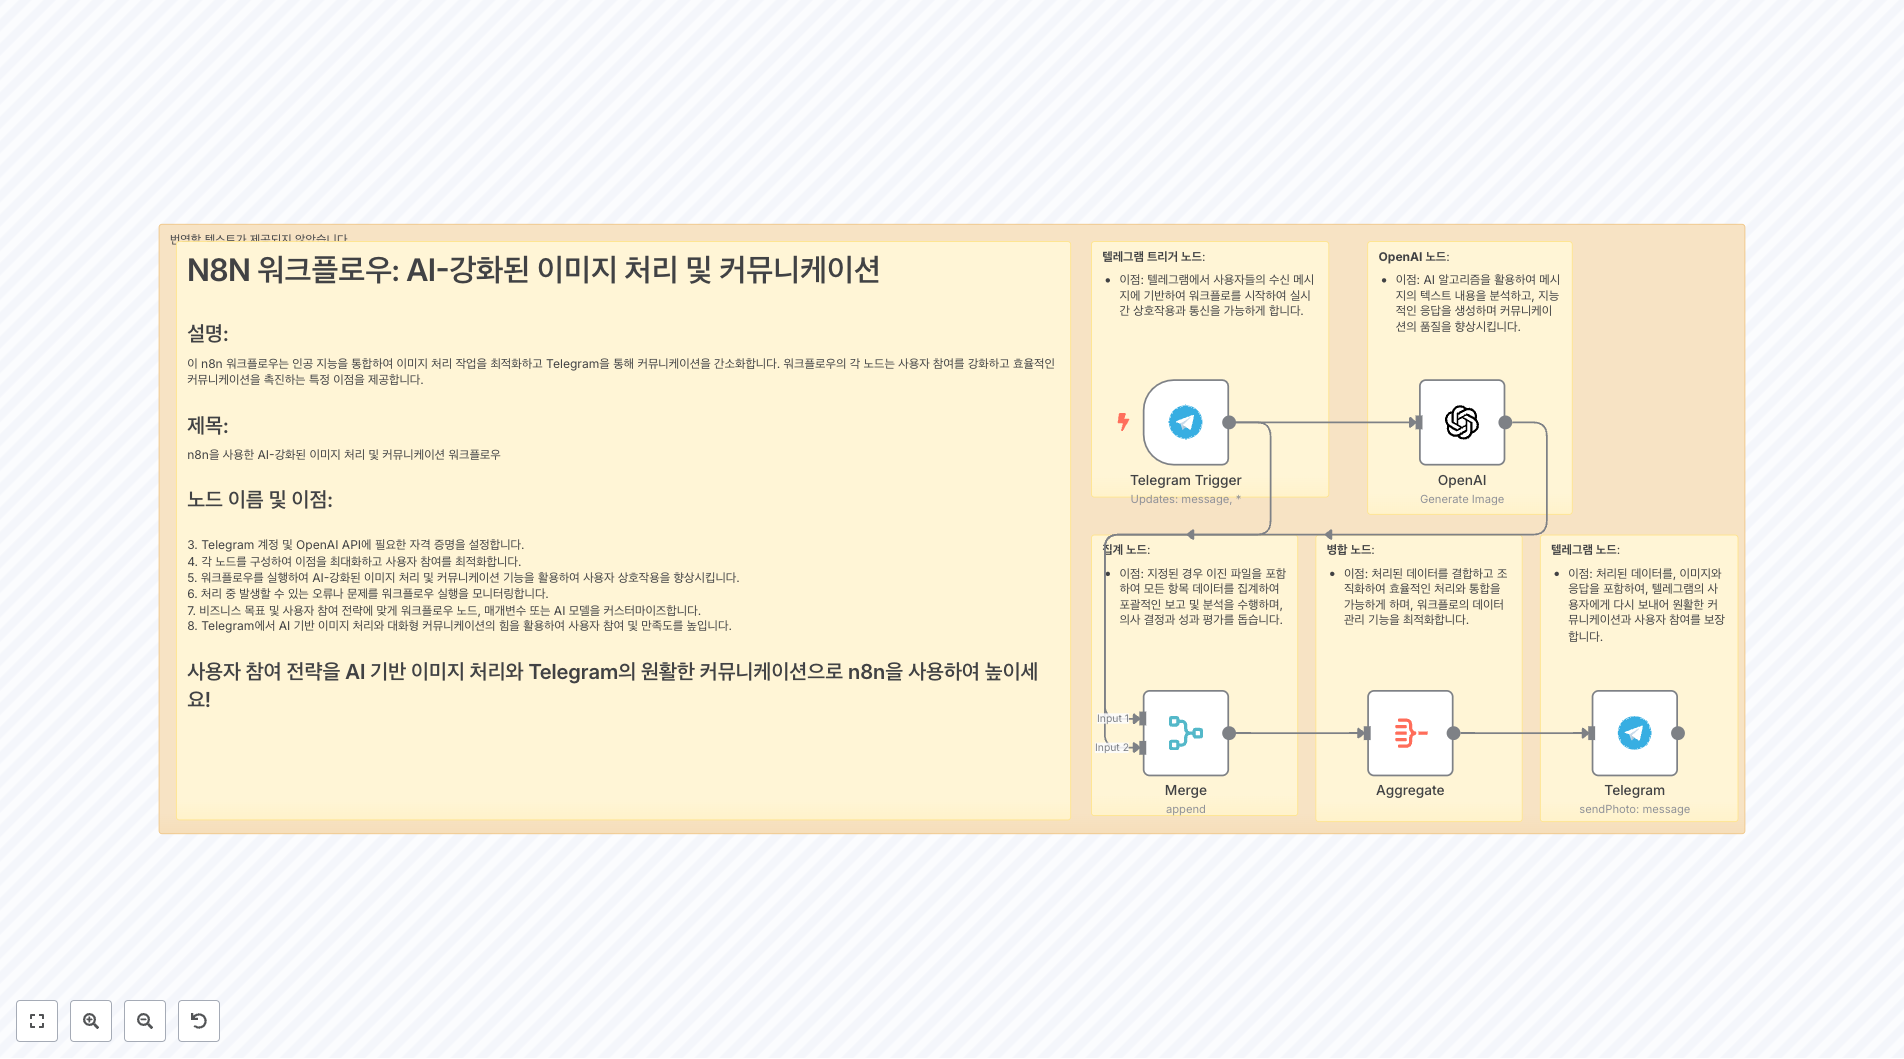 번역할 텍스트가 제공되지 않았습니다
N8N 워크플로우: AI-강화된 이미지 처리 및 커뮤니케이션
설명:
이 n8n 워크플로우는 인공 지능을 통합하여 이미지 처리 작업을 최적화하고 Telegram을 통해 커뮤니케이션을 간소화합니다. 워크플로우의 각 노드는 사용자 참여를 강화하고 효율적인
커뮤니케이션을 촉진하는 특정 이점을 제공합니다.
제목:
n8n을 사용한 AI-강화된 이미지 처리 및 커뮤니케이션 워크플로우
노드 이름 및 이점:
3. Telegram 계정 및 OpenAI API에 필요한 자격 증명을 설정합니다.
4. 각 노드를 구성하여 이점을 최대화하고 사용자 참여를 최적화합니다.
5. 워크플로우를 실행하여 AI-강화된 이미지 처리 및 커뮤니케이션 기능을 활용하여 사용자 상호작용을 향상시킵니다.
6. 처리 중 발생할 수 있는 오류나 문제를 워크플로우 실행을 모니터링합니다.
7. 비즈니스 목표 및 사용자 참여 전략에 맞게 워크플로우 노드, 매개변수 또는 AI 모델을 커스터마이즈합니다.
8. Telegram에서 AI 기반 이미지 처리와 대화형 커뮤니케이션의 힘을 활용하여 사용자 참여 및 만족도를 높입니다.
사용자 참여 전략을 AI 기반 이미지 처리와 Telegram의 원활한 커뮤니케이션으로 n8n을 사용하여 높이세
요!
텔레그램 트리거 노드:
• 이점: 텔레그램에서 사용자들의 수신 메시
지에 기반하여 워크플로를 시작하여 실시
간 상호작용과 통신을 가능하게 합니다.
Telegram Trigger
Updates: message, *
OpenAI 노드:
• 이점: AI 알고리즘을 활용하여 메시
지의 텍스트 내용을 분석하고, 지능
적인 응답을 생성하며 커뮤니케이
션의 품질을 향상시킵니다.
OpenAI
Generate Image
집계 노드:
• 이점: 지정된 경우 이진 파일을 포함
하여 모든 항목 데이터를 집계하여
포괄적인 보고 및 분석을 수행하며,
의사 결정과 성과 평가를 돕습니다.
Input 1
Input 2
Merge
append
병합 노드:
• 이점: 처리된 데이터를 결합하고 조
직화하여 효율적인 처리와 통합을
가능하게 하며, 워크플로의 데이터
관리 기능을 최적화합니다.
Aggregate
텔레그램 노드:
• 이점: 처리된 데이터를, 이미지와
응답을 포함하여, 텔레그램의 사
용자에게 다시 보내어 원활한 커
뮤니케이션과 사용자 참여를 보장
합니다.
Telegram
sendPhoto: message